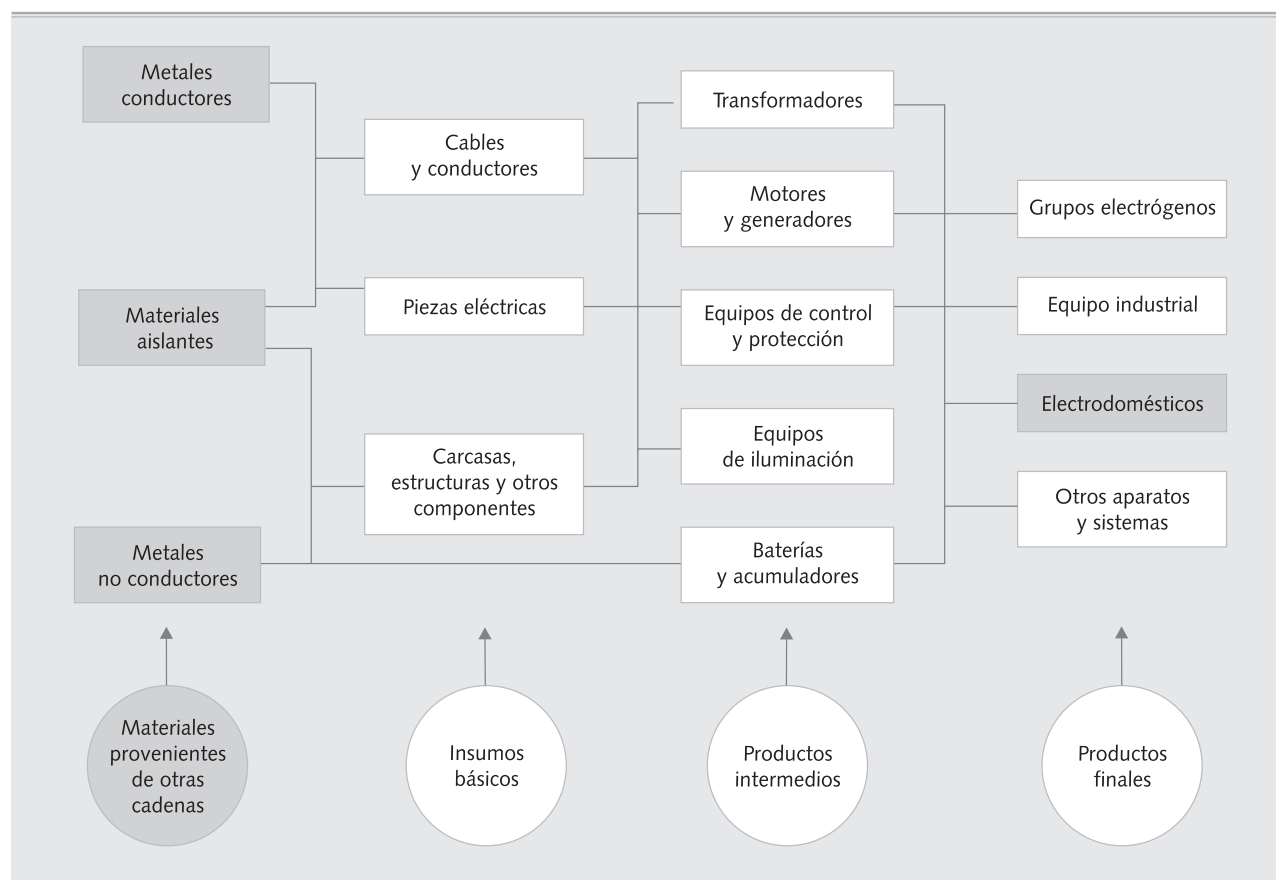 Metales
conductores
Materiales
aislantes
Metales
no conductores
Cables
y conductores
Piezas eléctricas
Carcasas,
estructuras y otros
componentes
Transformadores
Motores
y generadores
Equipos de control
y protección
Equipos
de iluminación
Baterías
y acumuladores
Grupos electrógenos
Equipo industrial
Electrodomésticos
Otros aparatos
y sistemas
Materiales
provenientes
de otras
cadenas
Insumos
básicos
Productos
intermedios
Productos
finales